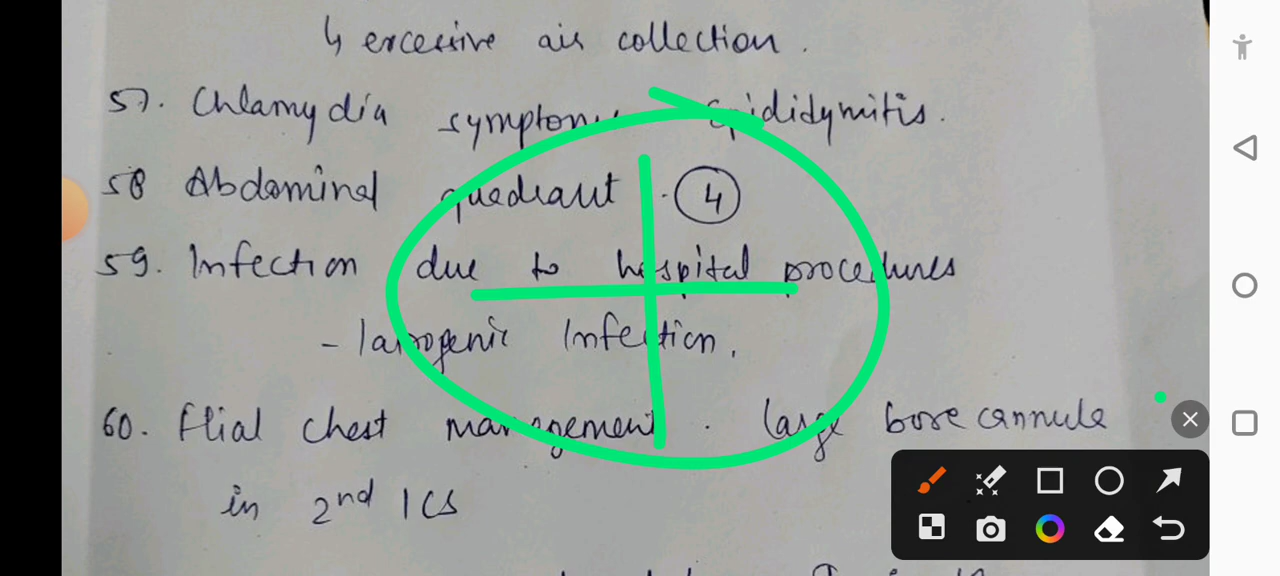 ↳ excessive air collection.
57. Chlamydia symptoms epididymitis.
58 Abdominal quadrant . 4
59. Infection due to hospital procedures
- Iatrogenic Infection.
60. Flial chest management. large bore cannula
in 2nd ICS